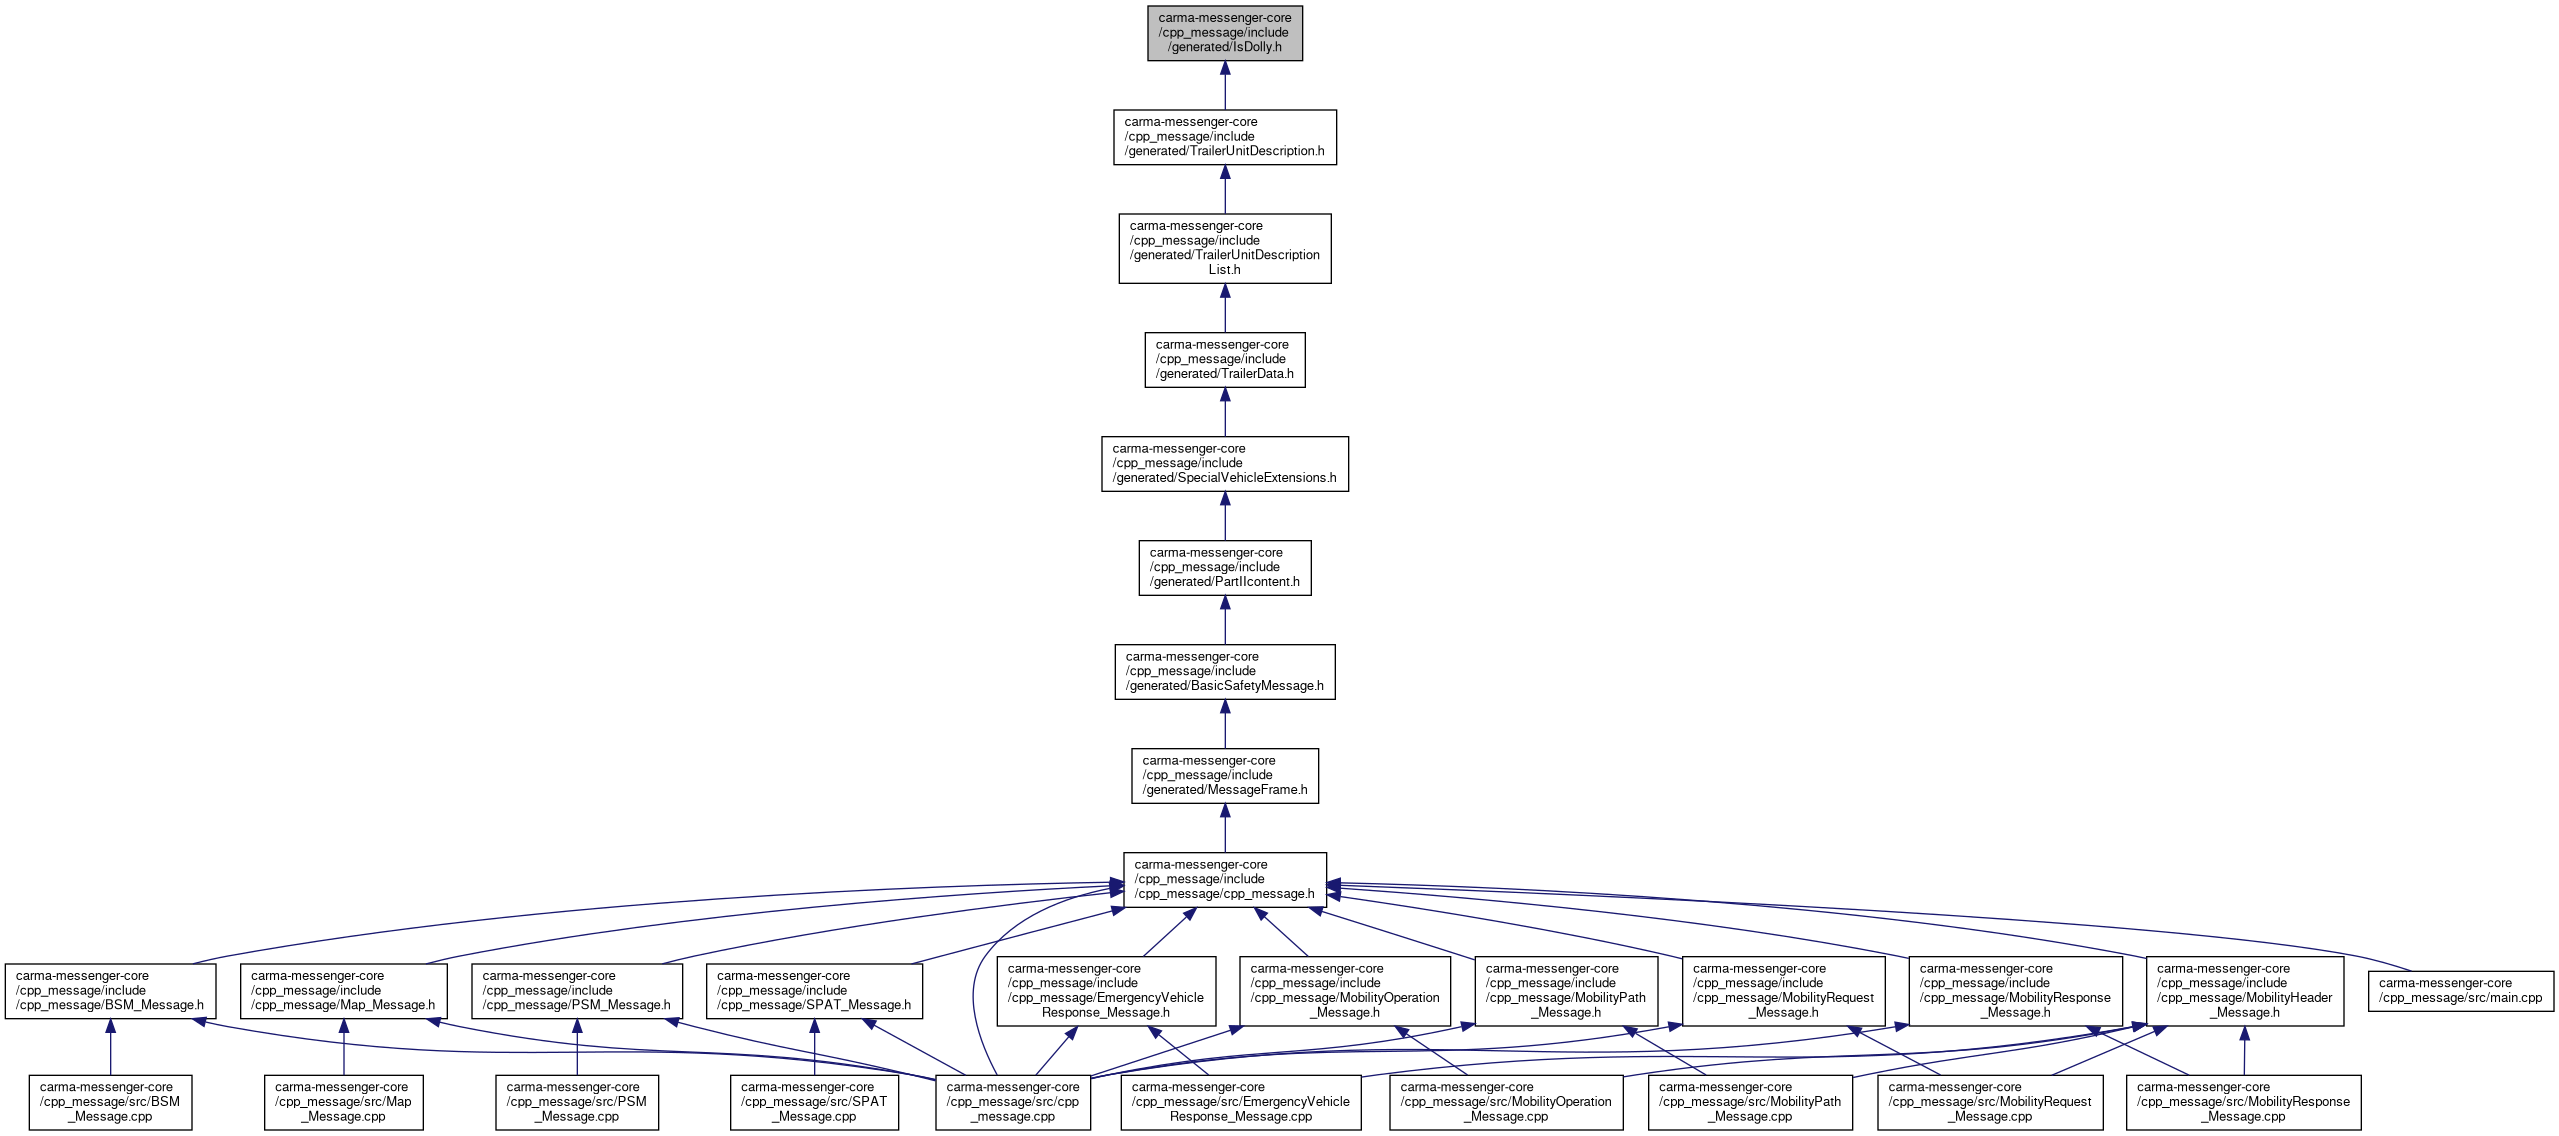 carma-messenger-core
/cpp_message/include
/generated/IsDolly.h
carma-messenger-core
/cpp_message/include
/generated/TrailerUnitDescription.h
carma-messenger-core
/cpp_message/include
/generated/TrailerUnitDescription
List.h
carma-messenger-core
/cpp_message/include
/generated/TrailerData.h
carma-messenger-core
/cpp_message/include
/generated/SpecialVehicleExtensions.h
carma-messenger-core
/cpp_message/include
/generated/PartIIcontent.h
carma-messenger-core
/cpp_message/include
/generated/BasicSafetyMessage.h
carma-messenger-core
/cpp_message/include
/generated/MessageFrame.h
carma-messenger-core
/cpp_message/include
/cpp_message/cpp_message.h
carma-messenger-core
/cpp_message/include
/cpp_message/BSM_Message.h
carma-messenger-core
/cpp_message/include
/cpp_message/Map_Message.h
carma-messenger-core
/cpp_message/include
/cpp_message/PSM_Message.h
carma-messenger-core
/cpp_message/include
/cpp_message/SPAT_Message.h
carma-messenger-core
/cpp_message/include
/cpp_message/EmergencyVehicle
Response_Message.h
carma-messenger-core
/cpp_message/include
/cpp_message/MobilityOperation
_Message.h
carma-messenger-core
/cpp_message/include
/cpp_message/MobilityPath
_Message.h
carma-messenger-core
/cpp_message/include
/cpp_message/MobilityRequest
_Message.h
carma-messenger-core
/cpp_message/include
/cpp_message/MobilityResponse
_Message.h
carma-messenger-core
/cpp_message/include
/cpp_message/MobilityHeader
_Message.h
carma-messenger-core
/cpp_message/src/main.cpp
carma-messenger-core
/cpp_message/src/BSM
_Message.cpp
carma-messenger-core
/cpp_message/src/Map
_Message.cpp
carma-messenger-core
/cpp_message/src/PSM
_Message.cpp
carma-messenger-core
/cpp_message/src/SPAT
_Message.cpp
carma-messenger-core
/cpp_message/src/cpp
_message.cpp
carma-messenger-core
/cpp_message/src/EmergencyVehicle
Response_Message.cpp
carma-messenger-core
/cpp_message/src/MobilityOperation
_Message.cpp
carma-messenger-core
/cpp_message/src/MobilityPath
_Message.cpp
carma-messenger-core
/cpp_message/src/MobilityRequest
_Message.cpp
carma-messenger-core
/cpp_message/src/MobilityResponse
_Message.cpp